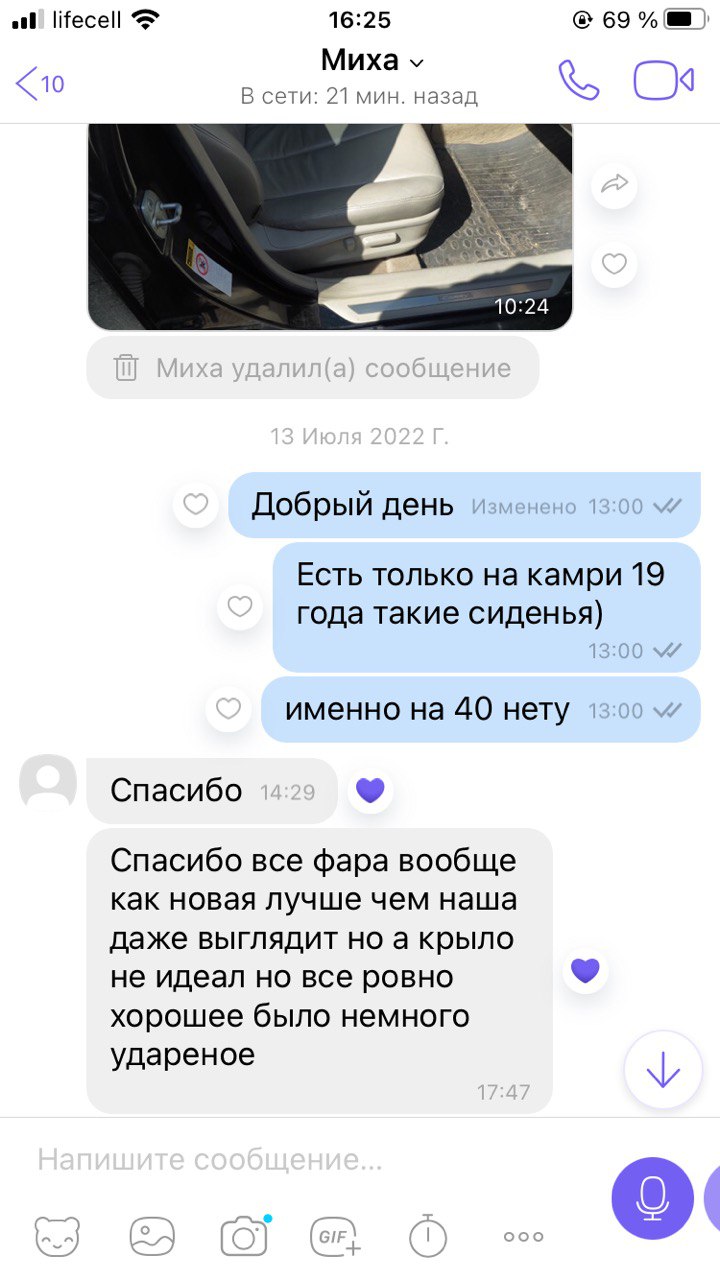 lifecell 16:25 69 %
10 Миха
В сети: 21 мин. назад
10:24
Миха удалил(а) сообщение
13 Июля 2022 г.
Добрый день Изменено 13:00
Есть только на камри 19
года такие сиденья)
13:00
именно на 40 нету 13:00
Спасибо 14:29
Спасибо все фара вообще
как новая лучше чем наша
даже выглядит но а крыло
не идеал но все ровно
хорошее было немного
удареное
17:47
Напишите сообщение...
GIF